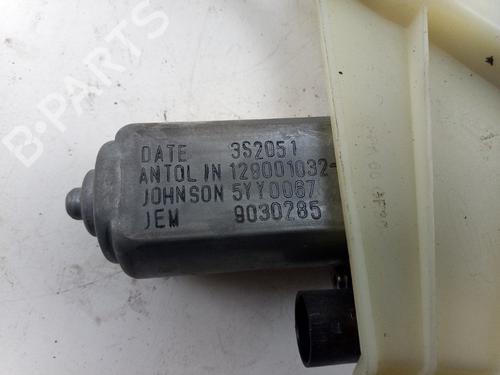 B-PARTS
DATE 3S2051
ANTOLIN 129001032-
JOHNSON 5YY0067
JEM 9030285